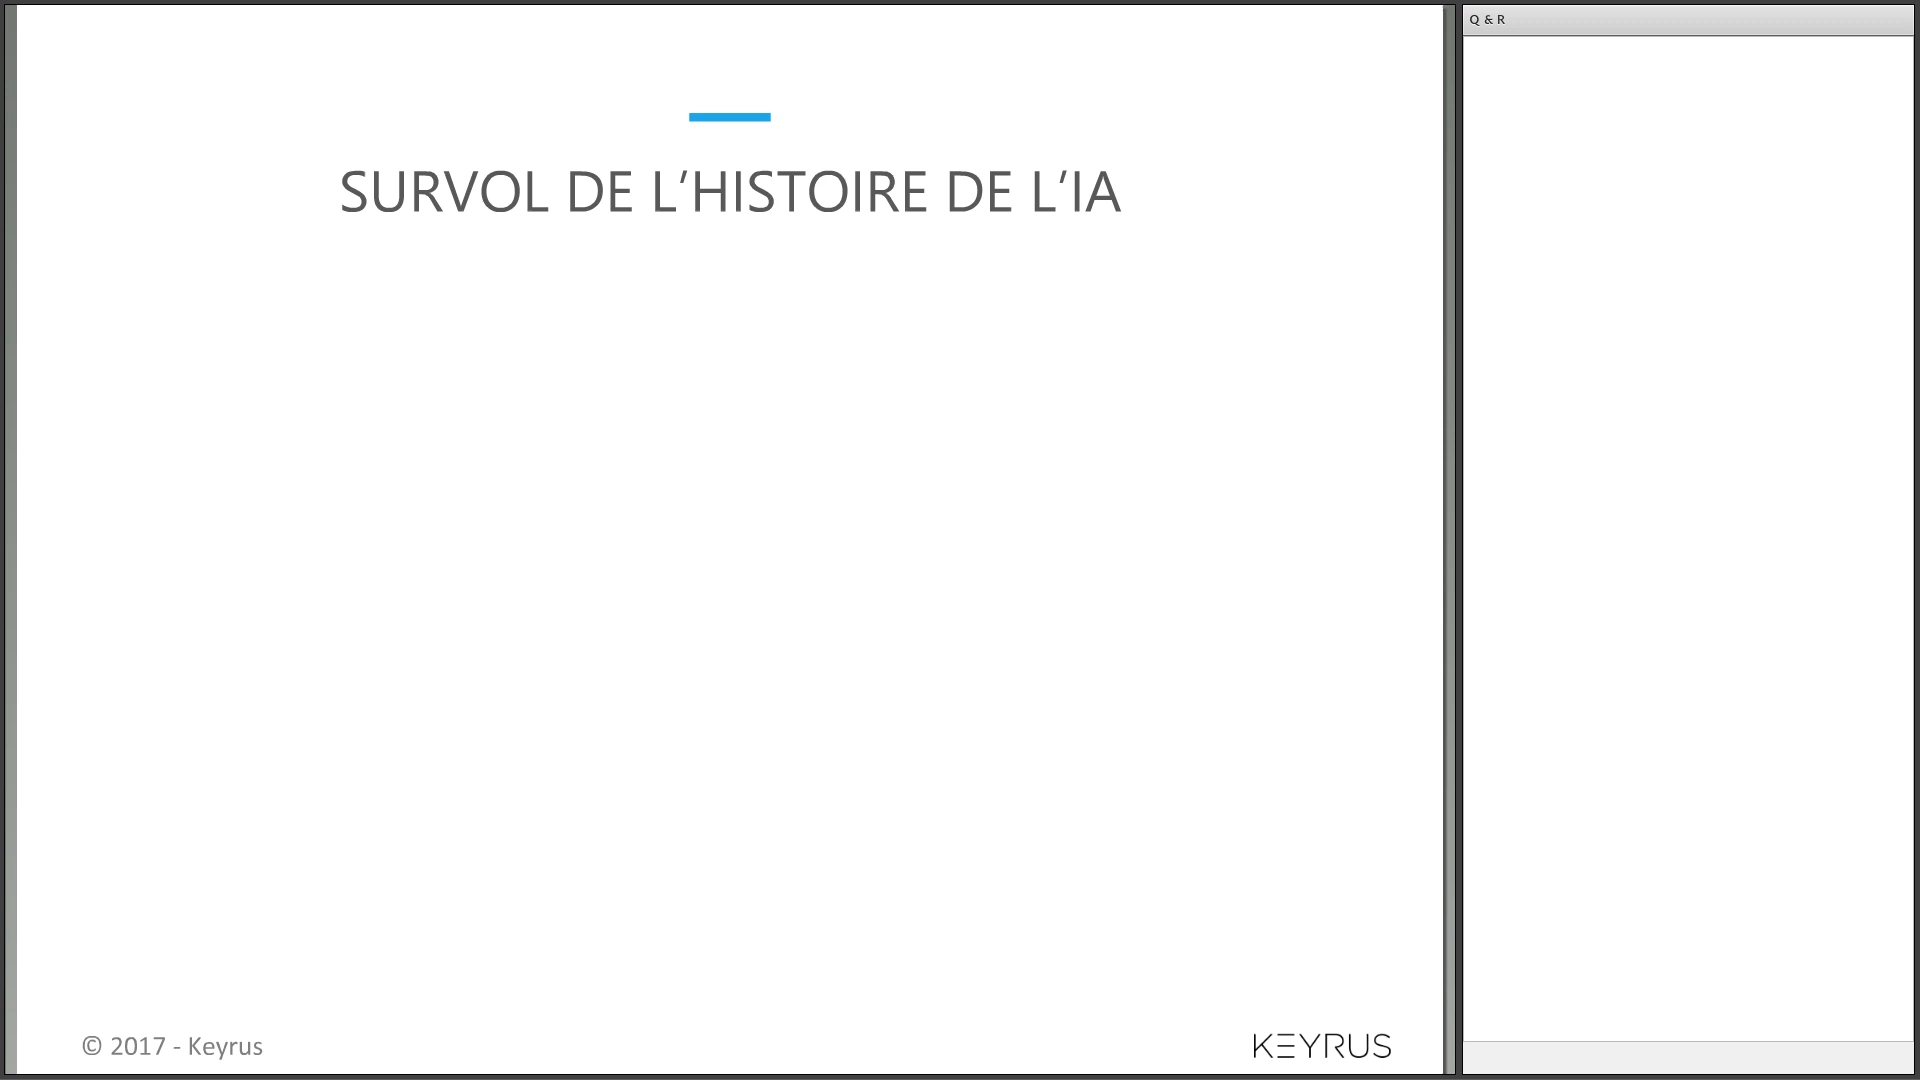 Q & R
SURVOL DE L’HISTOIRE DE L’IA
© 2017 - Keyrus
KEYRUS